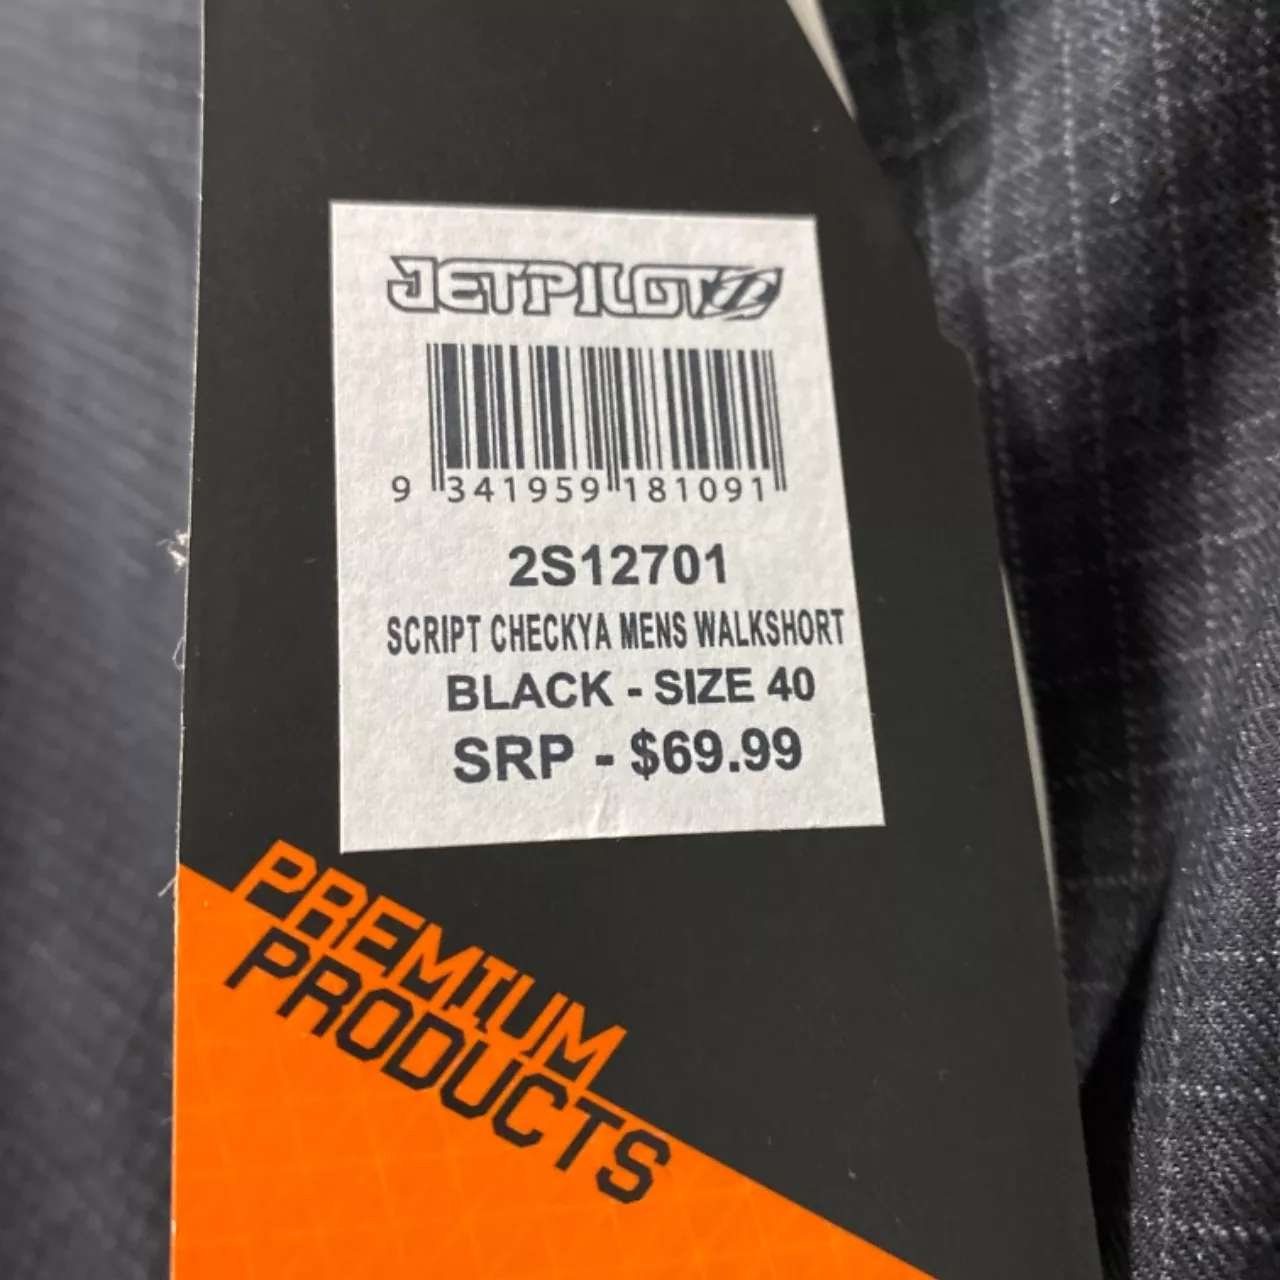 JETPILOT
9 341959 181091
2S12701
SCRIPT CHECKYA MENS WALKSHORT
BLACK - SIZE 40
SRP - $69.99
PREMIUM
PRODUCTS